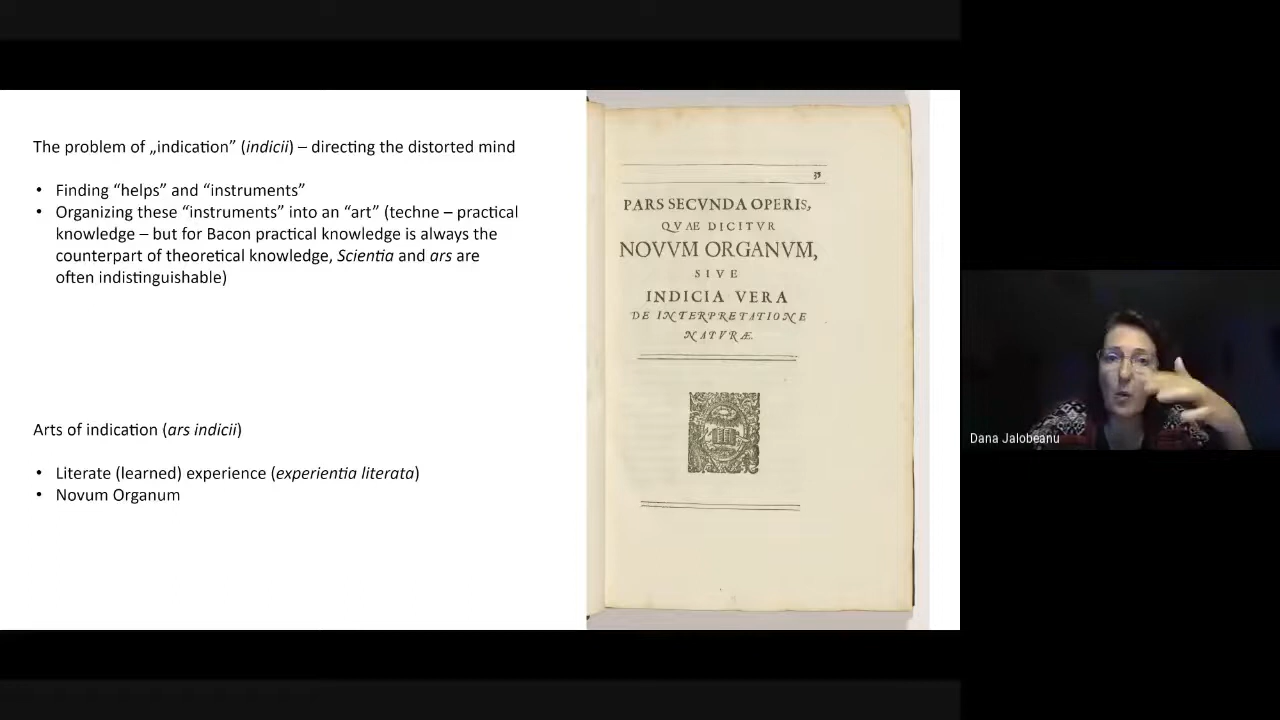 The problem of „indication” (indicii) – directing the distorted mind
• Finding “helps” and “instruments”
• Organizing these “instruments” into an “art” (techne – practical
knowledge – but for Bacon practical knowledge is always the
counterpart of theoretical knowledge, Scientia and ars are
often indistinguishable)
Arts of indication (ars indicii)
• Literate (learned) experience (experientia literata)
• Novum Organum
PARS SECVNDA OPERIS,
QVAE DICITVR
NOVVM ORGANVM,
SIVE
INDICIA VERA
DE INTERPRETATIONE
NATVRÆ.
Dana Jalobeanu